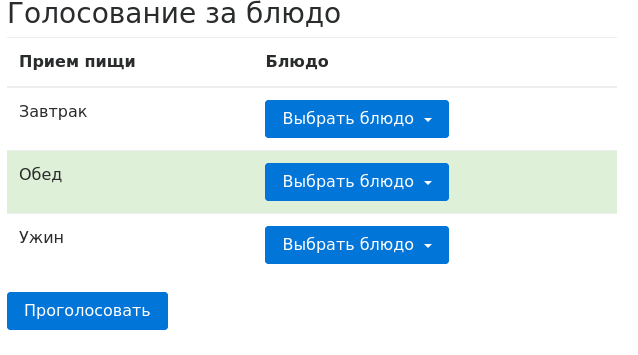 Голосование за блюдо
Прием пищи Блюдо
Завтрак Выбрать блюдо
Обед Выбрать блюдо
Ужин Выбрать блюдо
Проголосовать